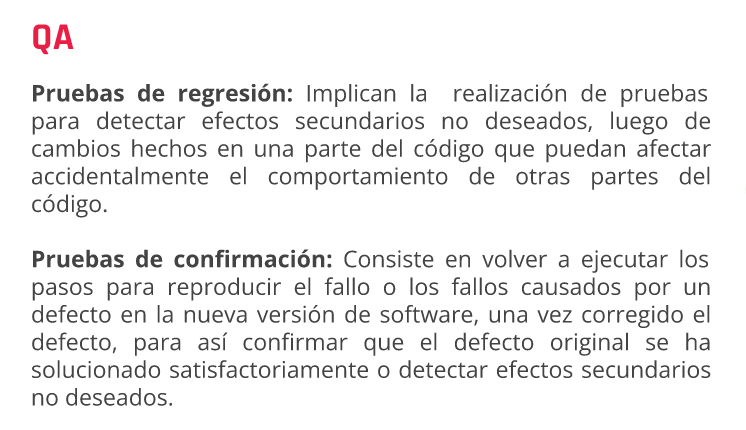 QA
Pruebas de regresión: Implican la realización de pruebas
para detectar efectos secundarios no deseados, luego de
cambios hechos en una parte del código que puedan afectar
accidentalmente el comportamiento de otras partes del
código.
Pruebas de confirmación: Consiste en volver a ejecutar los
pasos para reproducir el fallo o los fallos causados por un
defecto en la nueva versión de software, una vez corregido el
defecto, para así confirmar que el defecto original se ha
solucionado satisfactoriamente o detectar efectos secundarios
no deseados.